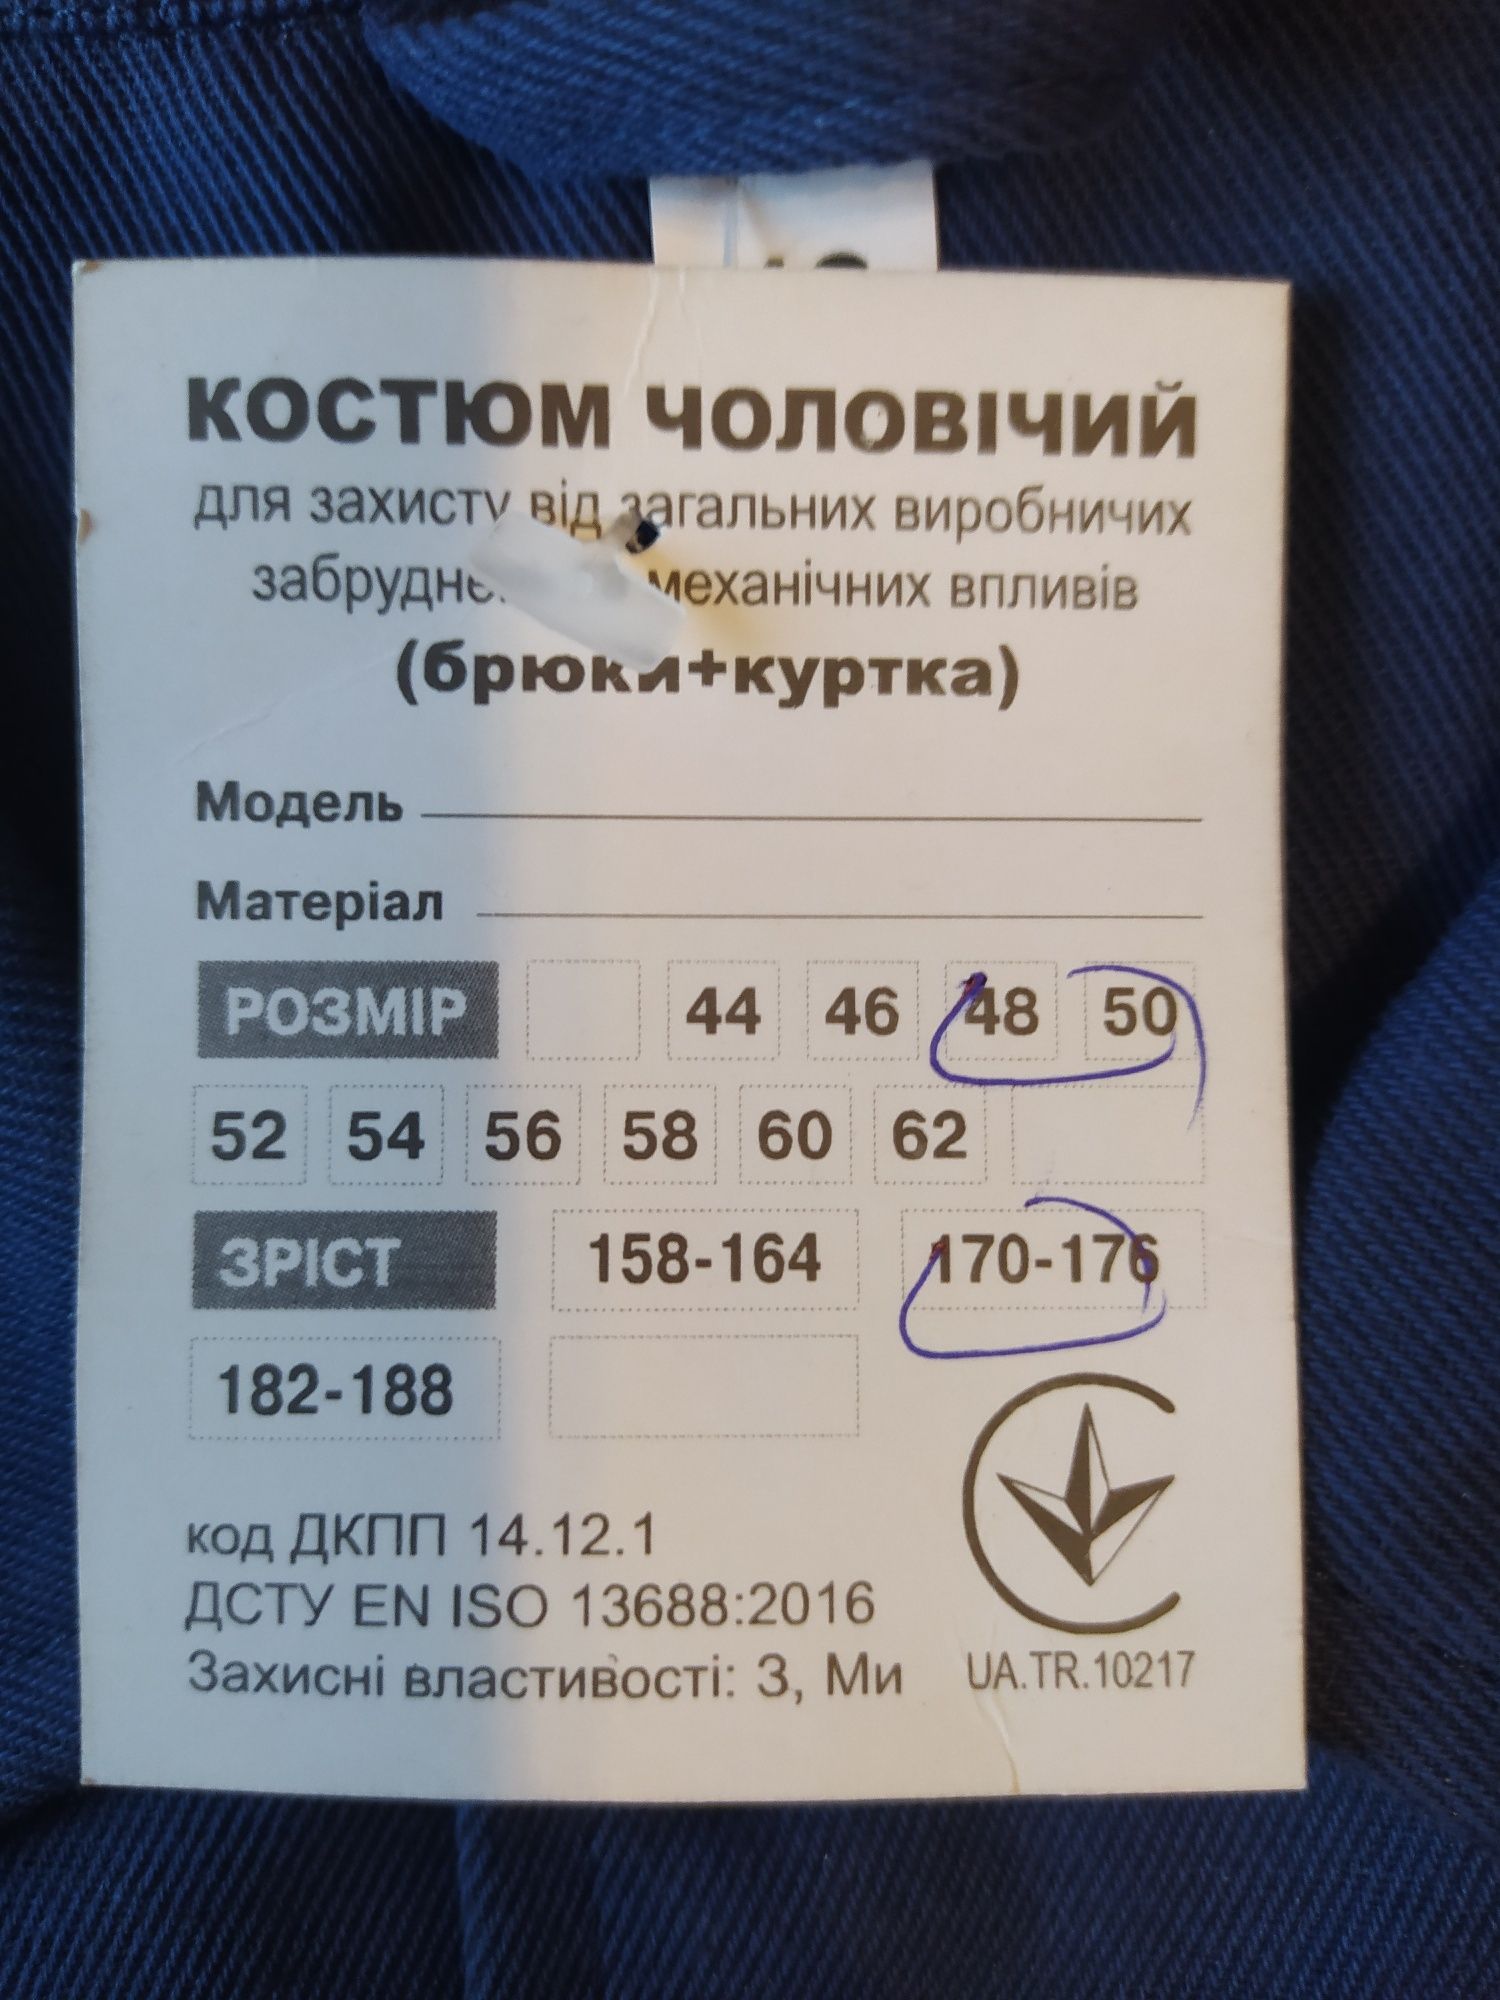 КОСТЮМ ЧОЛОВІЧИЙ
для захисту від загальних виробничих
механічних впливів
(брюки+куртка)
Модель
Матеріал
РОЗМІР 44 46 48 50
52 54 56 58 60 62
ЗРІСТ 158-164 170-176
182-188
код ДКПП 14.12.1
ДСТУ EN ISO 13688:2016
Захисні властивості: З, Ми
UA.TR.10217